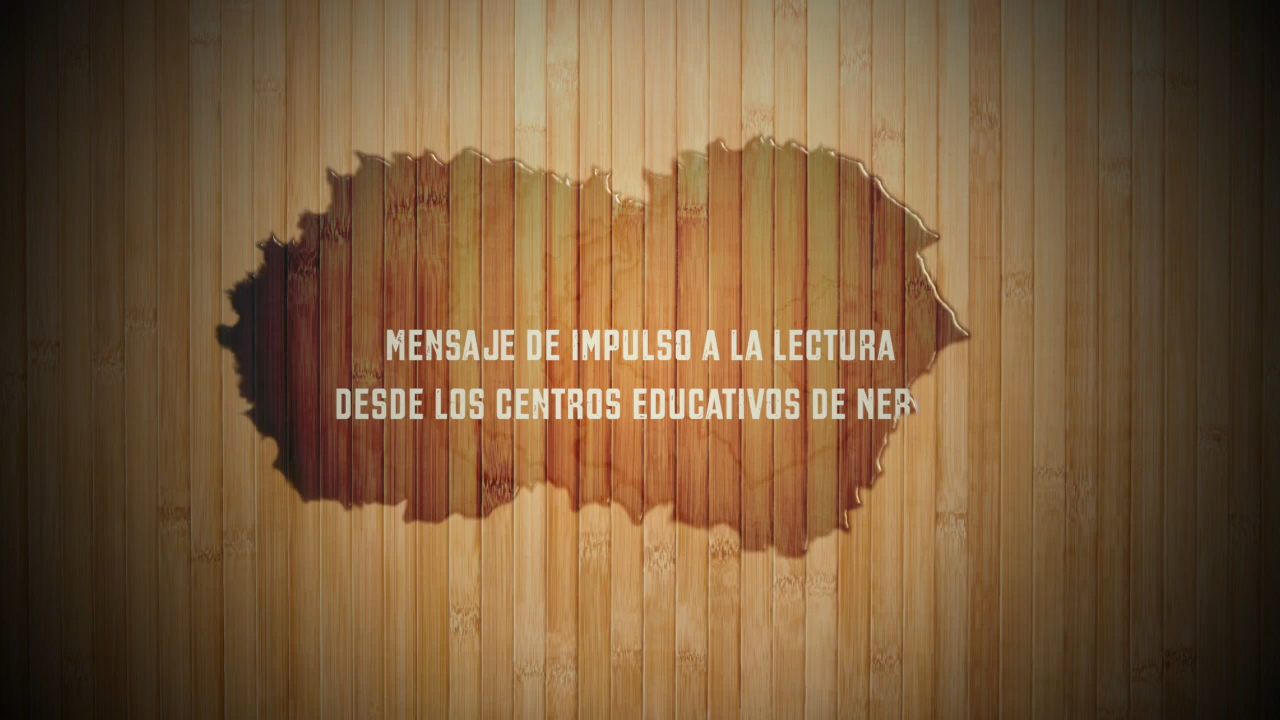 MENSAJE DE IMPULSO A LA LECTURA
DESDE LOS CENTROS EDUCATIVOS DE NER